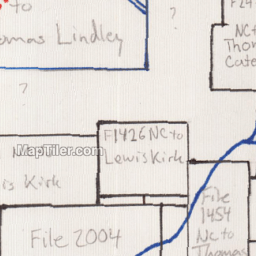 to
omas Lindley
?
F24
NC t
Thom
Cate
?
F1426 NC to
Lewis Kirk
N
MapTiler.com
is Kirk
File
1454
NC to
Thomas
File 2004